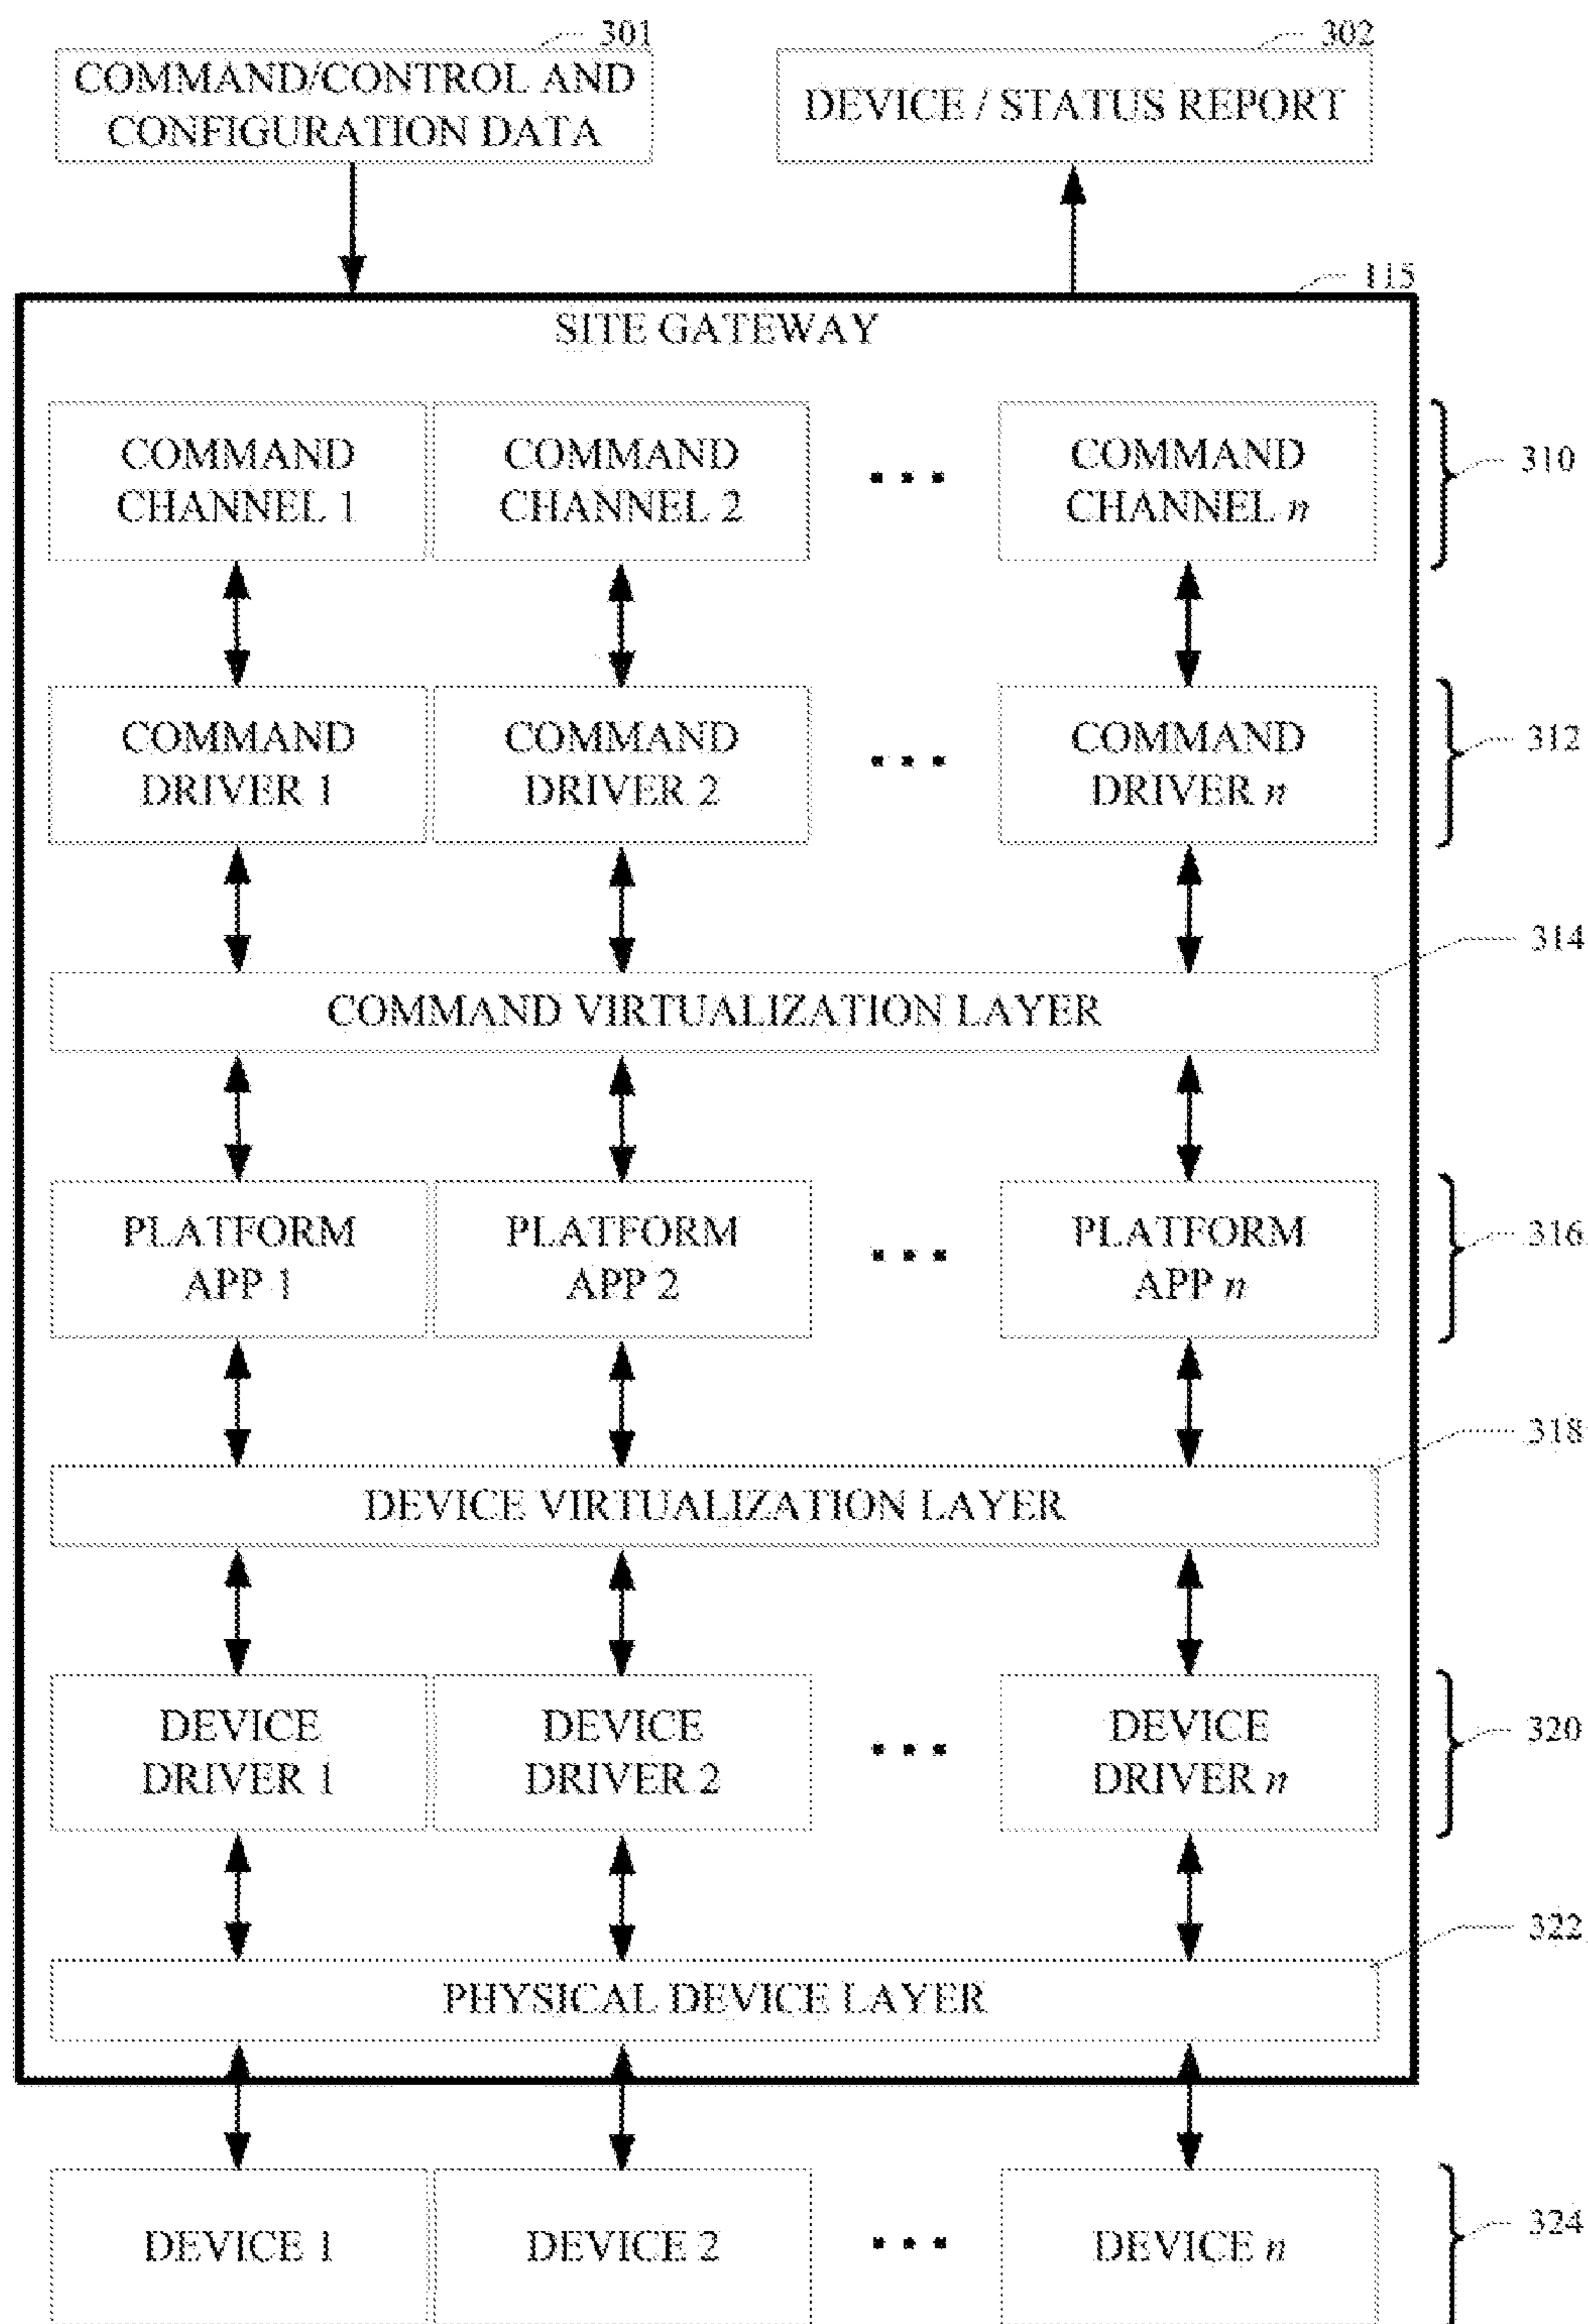 301
302
COMMAND/CONTROL AND
CONFIGURATION DATA
DEVICE / STATUS REPORT
115
SITE GATEWAY
COMMAND
CHANNEL 1
COMMAND
CHANNEL 2
...
COMMAND
CHANNEL n
310
COMMAND
DRIVER 1
COMMAND
DRIVER 2
...
COMMAND
DRIVER n
312
314
COMMAND VIRTUALIZATION LAYER
PLATFORM
APP 1
PLATFORM
APP 2
...
PLATFORM
APP n
316
318
DEVICE VIRTUALIZATION LAYER
DEVICE
DRIVER 1
DEVICE
DRIVER 2
...
DEVICE
DRIVER n
320
322
PHYSICAL DEVICE LAYER
DEVICE 1
DEVICE 2
...
DEVICE n
324